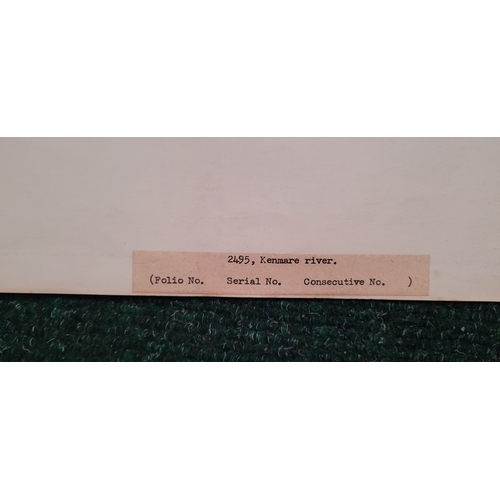 2495, Kenmare river.
(Folio No. Serial No. Consecutive No. )